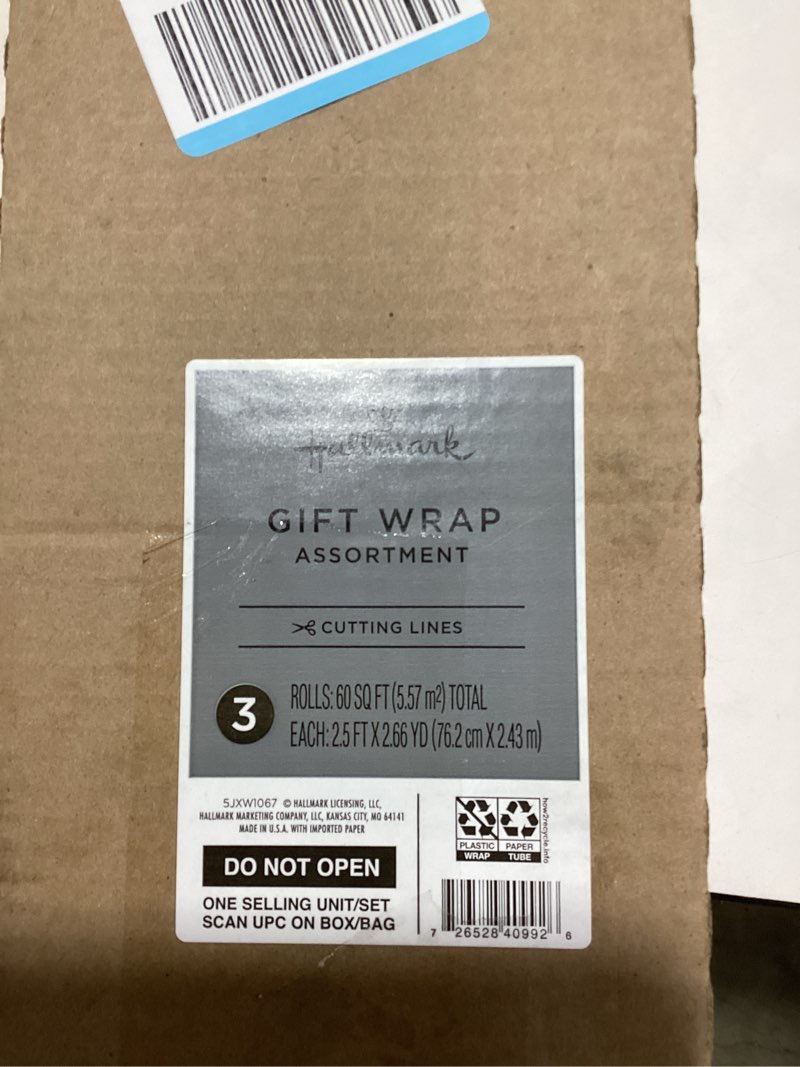 Hallmark
GIFT WRAP
ASSORTMENT
CUTTING LINES
3
ROLLS: 60 SQ FT (5.57 m²) TOTAL
EACH: 2.5 FT X 2.66 YD (76.2 cm X 2.43 m)
5JXW1067 © HALLMARK LICENSING, LLC,
HALLMARK MARKETING COMPANY, LLC, KANSAS CITY, MO 64141
MADE IN U.S.A. WITH IMPORTED PAPER
DO NOT OPEN
ONE SELLING UNIT/SET
SCAN UPC ON BOX/BAG
PLASTIC WRAP
PAPER TUBE
how2recycle.info
7 26528 40992 6